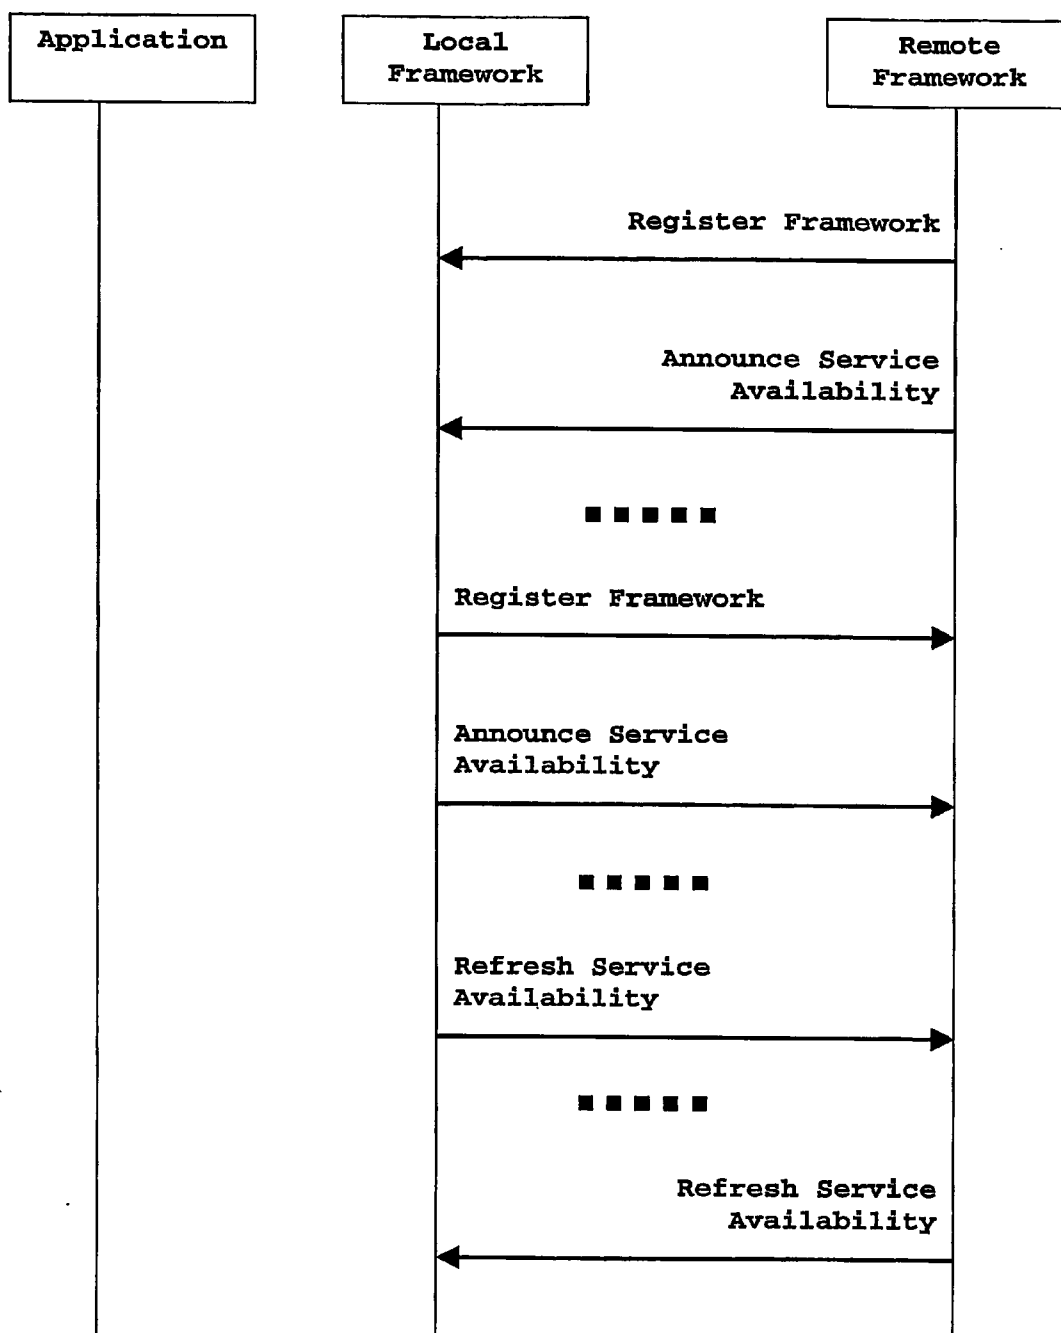 Application
Local
Framework
Remote
Framework
Register Framework
Announce Service
Availability
Register Framework
Announce Service
Availability
Refresh Service
Availability
Refresh Service
Availability